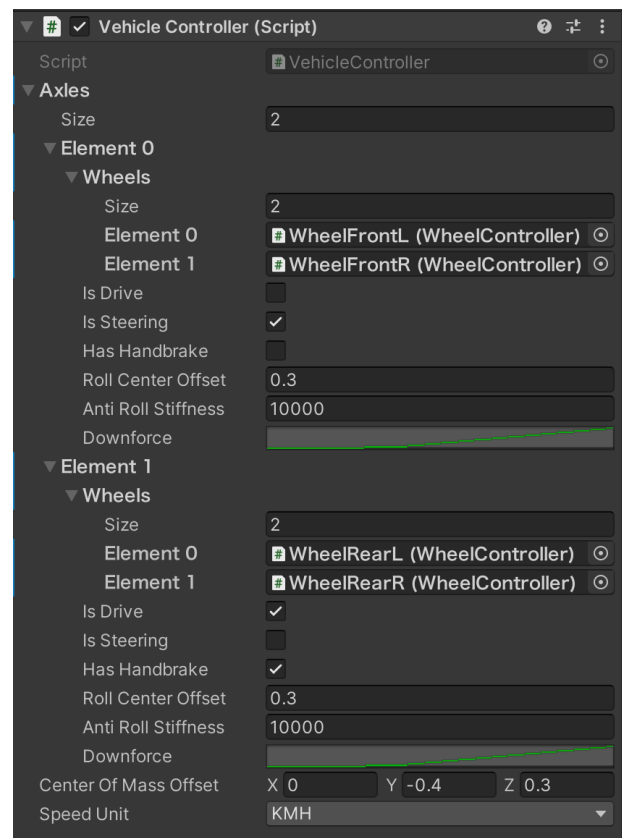 # Vehicle Controller (Script)
Script # VehicleController
Axles
Size 2
Element 0
Wheels
Size 2
Element 0 # WheelFrontL (WheelController)
Element 1 # WheelFrontR (WheelController)
Is Drive
Is Steering
Has Handbrake
Roll Center Offset 0.3
Anti Roll Stiffness 10000
Downforce
Element 1
Wheels
Size 2
Element 0 # WheelRearL (WheelController)
Element 1 # WheelRearR (WheelController)
Is Drive
Is Steering
Has Handbrake
Roll Center Offset 0.3
Anti Roll Stiffness 10000
Downforce
Center Of Mass Offset X 0 Y -0.4 Z 0.3
Speed Unit KMH